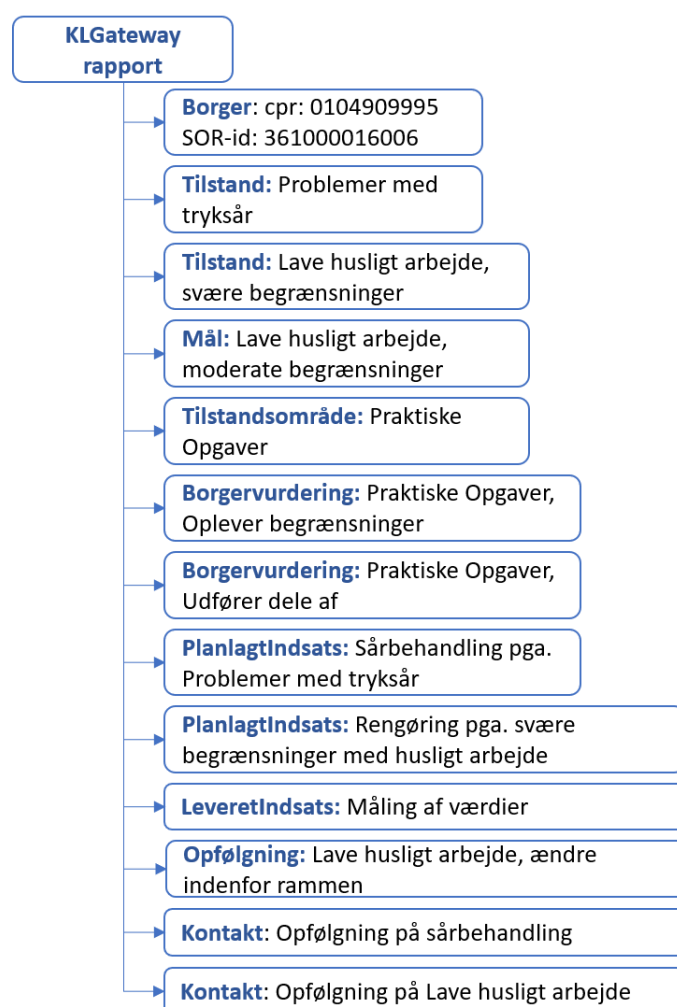 KLGateway
rapport
Borger: cpr: 0104909995
SOR-id: 361000016006
Tilstand: Problemer med
tryksår
Tilstand: Lave husligt arbejde,
svære begrænsninger
Mål: Lave husligt arbejde,
moderate begrænsninger
Tilstandsområde: Praktiske
Opgaver
Borgervurdering: Praktiske Opgaver,
Oplever begrænsninger
Borgervurdering: Praktiske Opgaver,
Udfører dele af
PlanlagtIndsats: Sårbehandling pga.
Problemer med tryksår
PlanlagtIndsats: Rengøring pga. svære
begrænsninger med husligt arbejde
LeveretIndsats: Måling af værdier
Opfølgning: Lave husligt arbejde, ændre
indenfor rammen
Kontakt: Opfølgning på sårbehandling
Kontakt: Opfølgning på Lave husligt arbejde